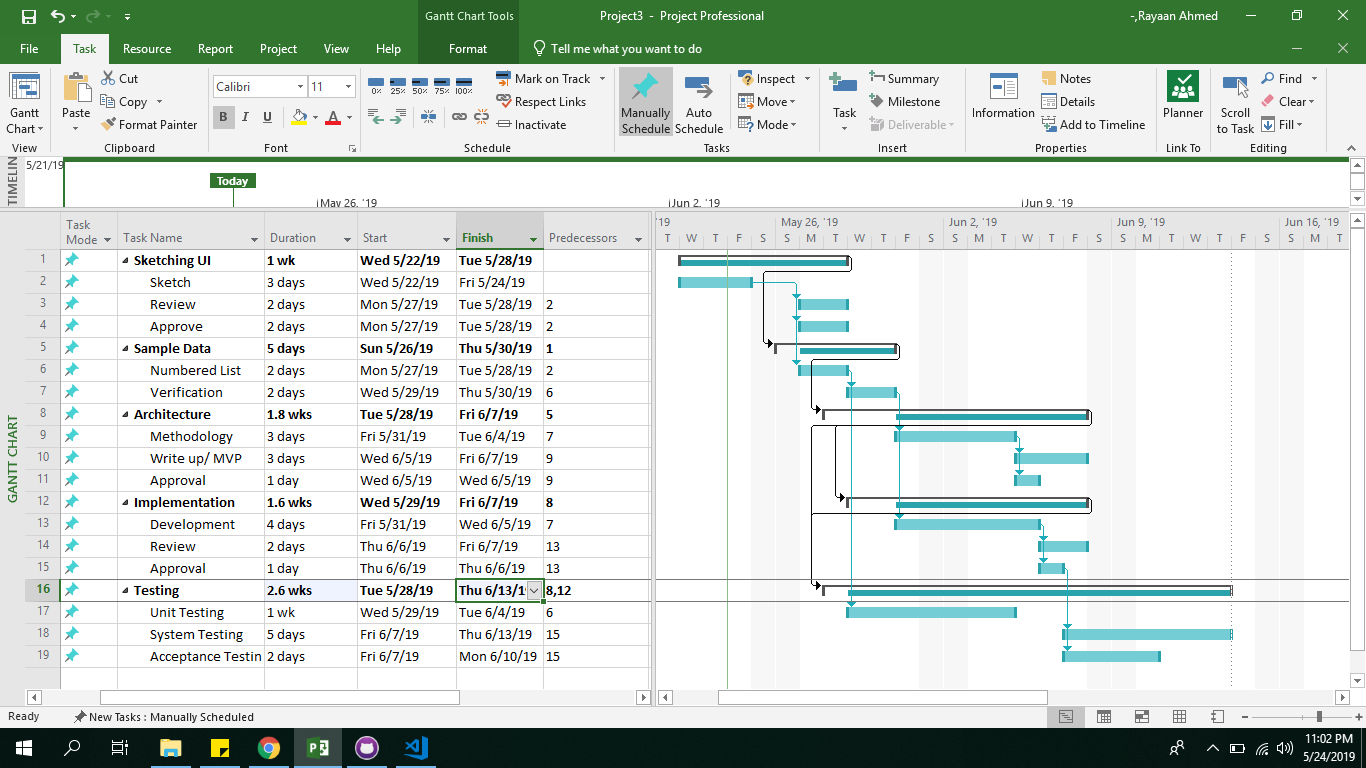 Gantt Chart Tools
Project3 - Project Professional
-,Rayaan Ahmed
File Task Resource Report Project View Help Format Tell me what you want to do
Gantt Chart
View
Paste
Cut
Copy
Format Painter
Clipboard
Calibri 11
B I U A
Font
0% 25% 50% 75% 100%
Mark on Track
Respect Links
Inactivate
Schedule
Manually Schedule
Auto Schedule
Inspect
Move
Mode
Tasks
Task
Summary
Milestone
Deliverable
Insert
Information
Notes
Details
Add to Timeline
Properties
Planner
Link To
Scroll to Task
Find
Clear
Fill
Editing
TIMELIN
5/21/19
Today
May 26, '19 Jun 2, '19 Jun 9, '19
GANTT CHART
Task Mode Task Name Duration Start Finish Predecessors
'19 May 26, '19 Jun 2, '19 Jun 9, '19 Jun 16, '19
T W T F S S M T W T F S S M T W T F S S M T W T F S S M T
1 Sketching UI 1 wk Wed 5/22/19 Tue 5/28/19
2 Sketch 3 days Wed 5/22/19 Fri 5/24/19
3 Review 2 days Mon 5/27/19 Tue 5/28/19 2
4 Approve 2 days Mon 5/27/19 Tue 5/28/19 2
5 Sample Data 5 days Sun 5/26/19 Thu 5/30/19 1
6 Numbered List 2 days Mon 5/27/19 Tue 5/28/19 2
7 Verification 2 days Wed 5/29/19 Thu 5/30/19 6
8 Architecture 1.8 wks Tue 5/28/19 Fri 6/7/19 5
9 Methodology 3 days Fri 5/31/19 Tue 6/4/19 7
10 Write up/ MVP 3 days Wed 6/5/19 Fri 6/7/19 9
11 Approval 1 day Wed 6/5/19 Wed 6/5/19 9
12 Implementation 1.6 wks Wed 5/29/19 Fri 6/7/19 8
13 Development 4 days Fri 5/31/19 Wed 6/5/19 7
14 Review 2 days Thu 6/6/19 Fri 6/7/19 13
15 Approval 1 day Thu 6/6/19 Thu 6/6/19 13
16 Testing 2.6 wks Tue 5/28/19 Thu 6/13/1 8,12
17 Unit Testing 1 wk Wed 5/29/19 Tue 6/4/19 6
18 System Testing 5 days Fri 6/7/19 Thu 6/13/19 15
19 Acceptance Testin 2 days Fri 6/7/19 Mon 6/10/19 15
Ready New Tasks : Manually Scheduled
11:02 PM
5/24/2019